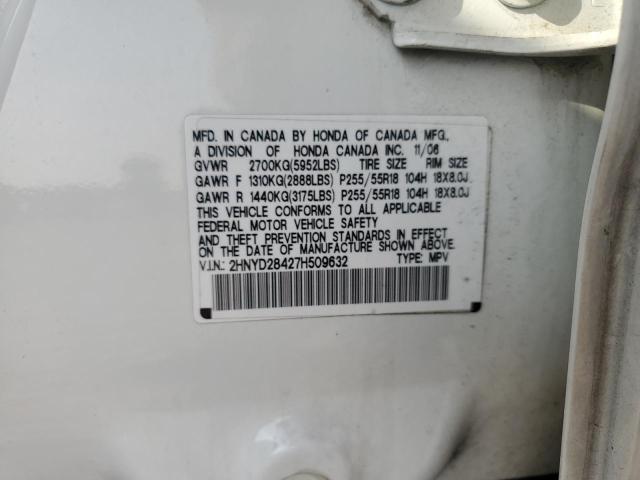 MFD. IN CANADA BY HONDA OF CANADA MFG.,
A DIVISION OF HONDA CANADA INC. 11/06
GVWR 2700KG(5952LBS) TIRE SIZE RIM SIZE
GAWR F 1310KG(2888LBS) P255/55R18 104H 18X8.0J
GAWR R 1440KG(3175LBS) P255/55R18 104H 18X8.0J
THIS VEHICLE CONFORMS TO ALL APPLICABLE
FEDERAL MOTOR VEHICLE SAFETY
AND THEFT PREVENTION STANDARDS IN EFFECT
ON THE DATE OF MANUFACTURE SHOWN ABOVE.
V.I.N.: 2HNYD28427H509632 TYPE: MPV